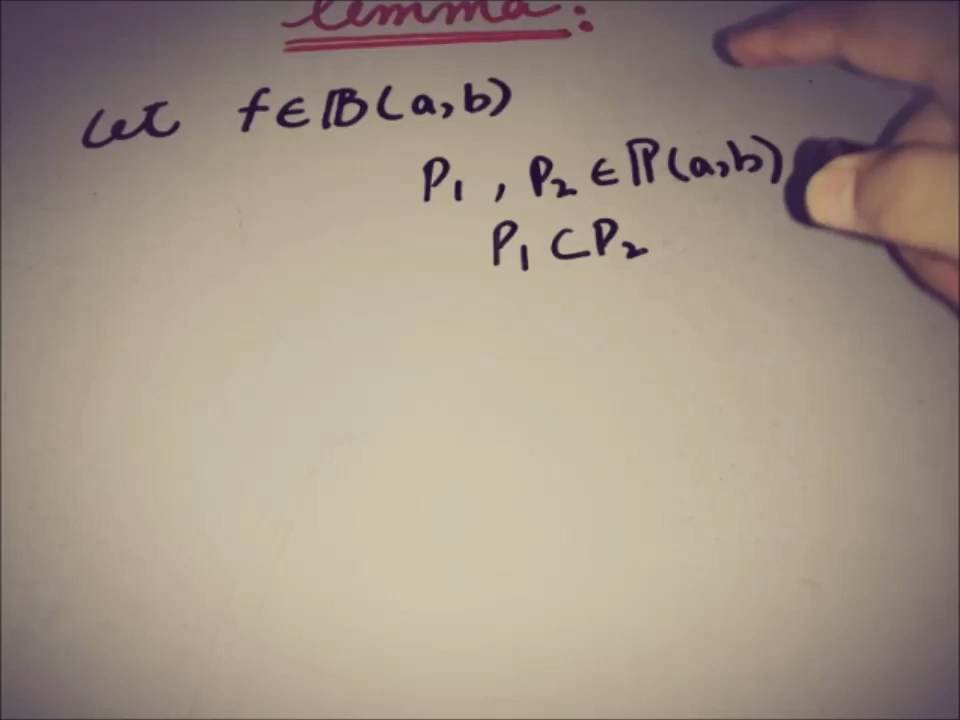 lemma:
let f∈𝔹(a,b)
P₁, P₂ ∈ ℙ(a,b)
P₁ ⊂ P₂